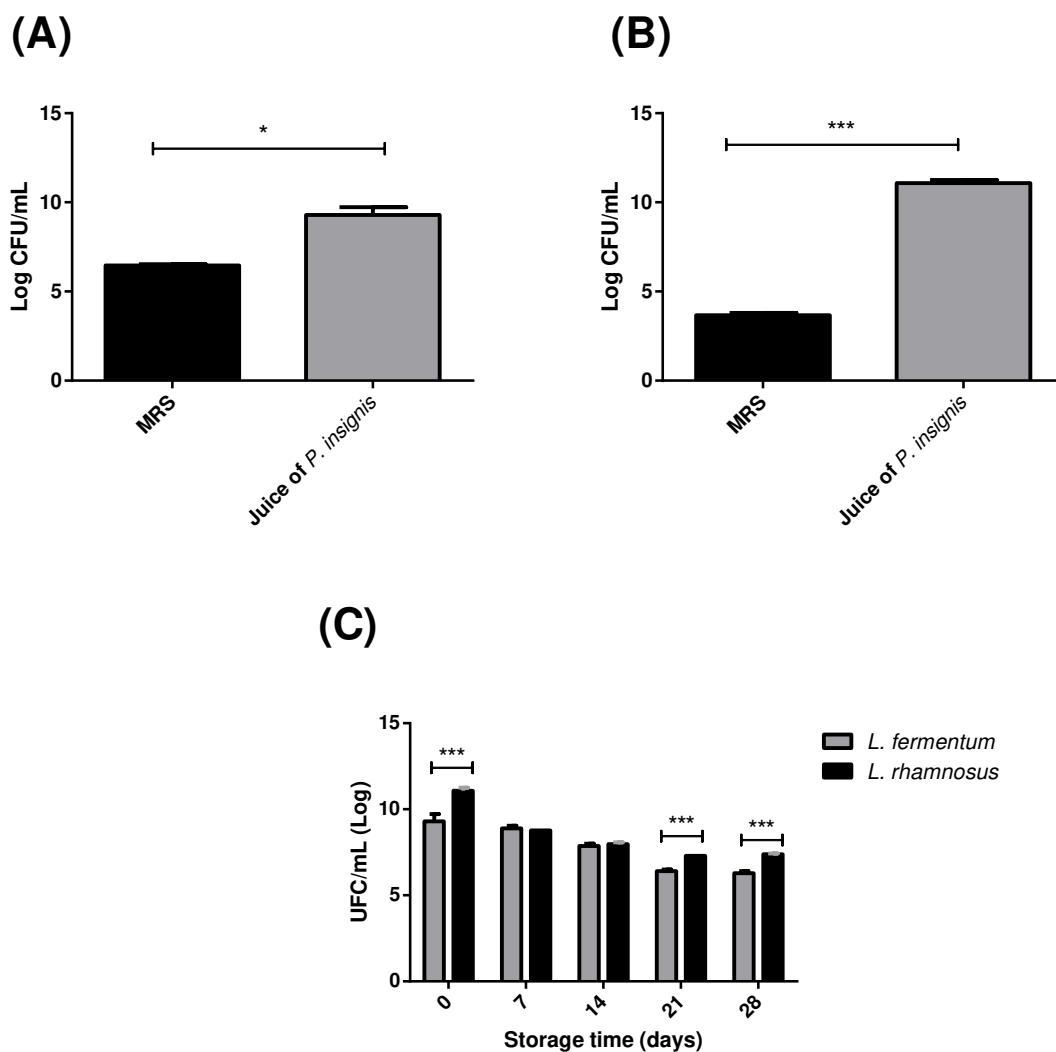 (A)
15
10
5
0
Log CFU/mL
*
MRS
Juice of P. insignis
(B)
15
10
5
0
Log CFU/mL
***
MRS
Juice of P. insignis
(C)
15
10
5
0
UFC/mL (Log)
***
***
***
0
7
14
21
28
Storage time (days)
L. fermentum
L. rhamnosus